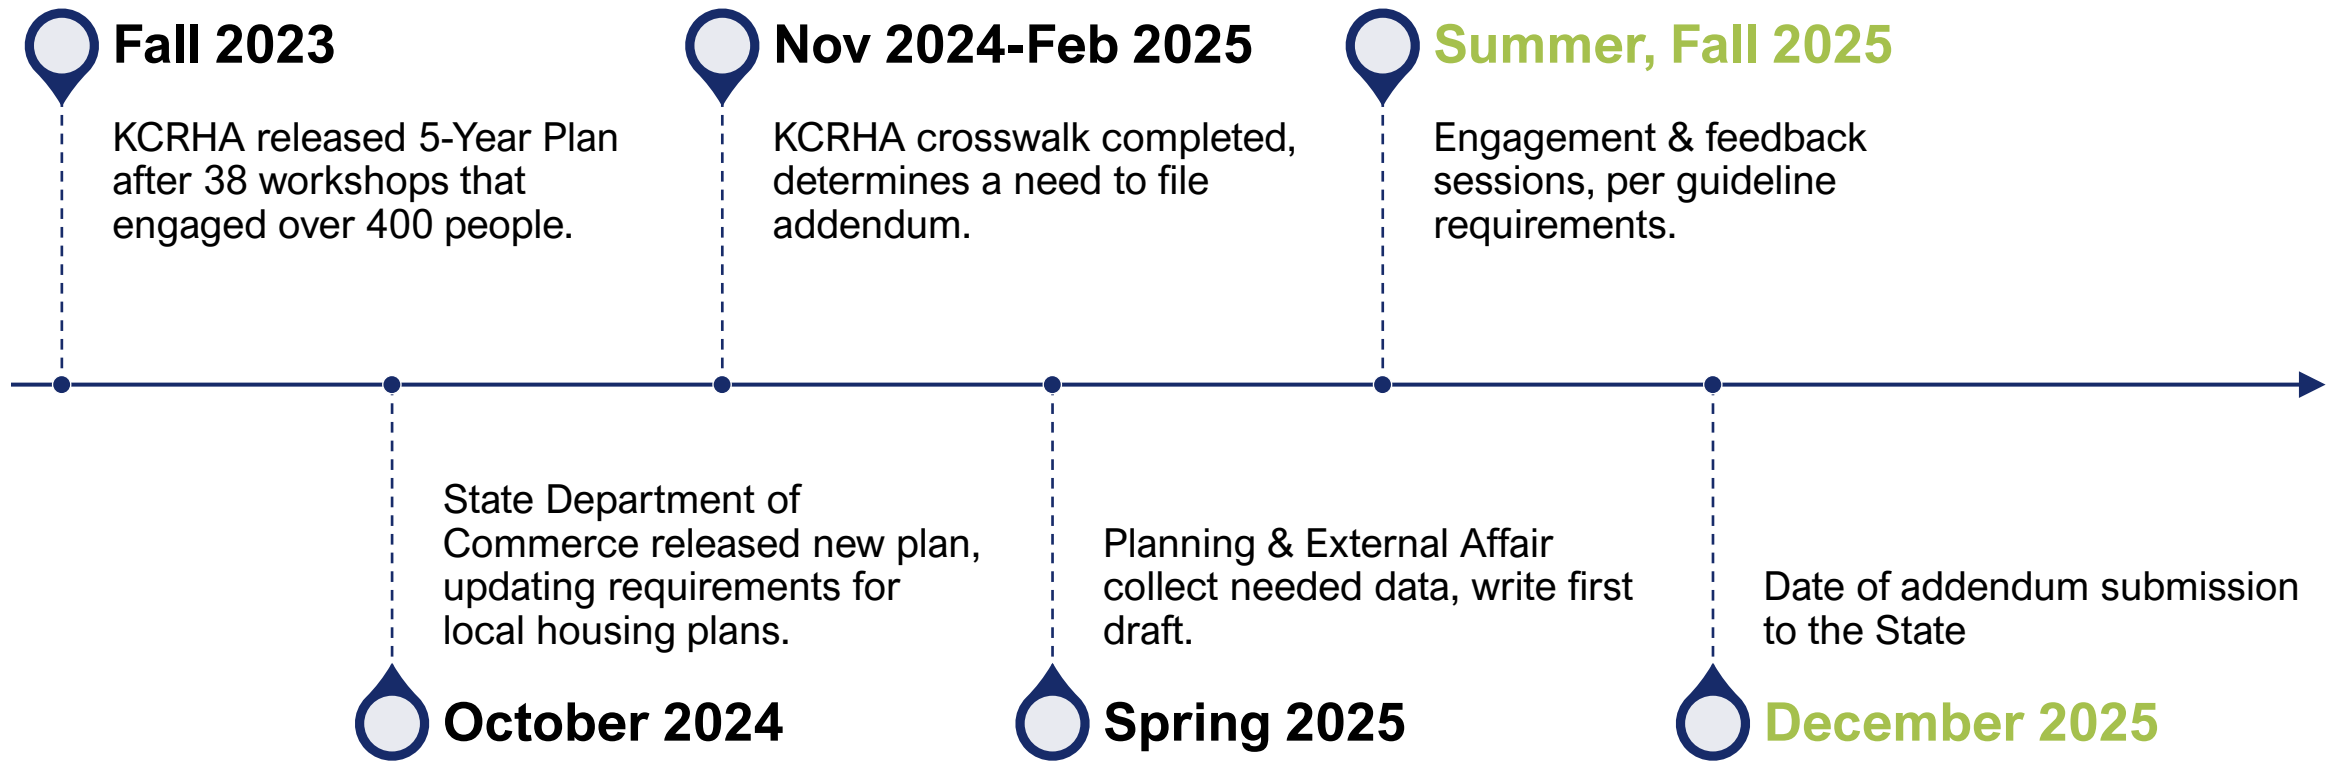 Fall 2023
KCRHA released 5-Year Plan
after 38 workshops that
engaged over 400 people.
Nov 2024-Feb 2025
KCRHA crosswalk completed,
determines a need to file
addendum.
Summer, Fall 2025
Engagement & feedback
sessions, per guideline
requirements.
State Department of
Commerce released new plan,
updating requirements for
local housing plans.
October 2024
Planning & External Affair
collect needed data, write first
draft.
Spring 2025
Date of addendum submission
to the State
December 2025